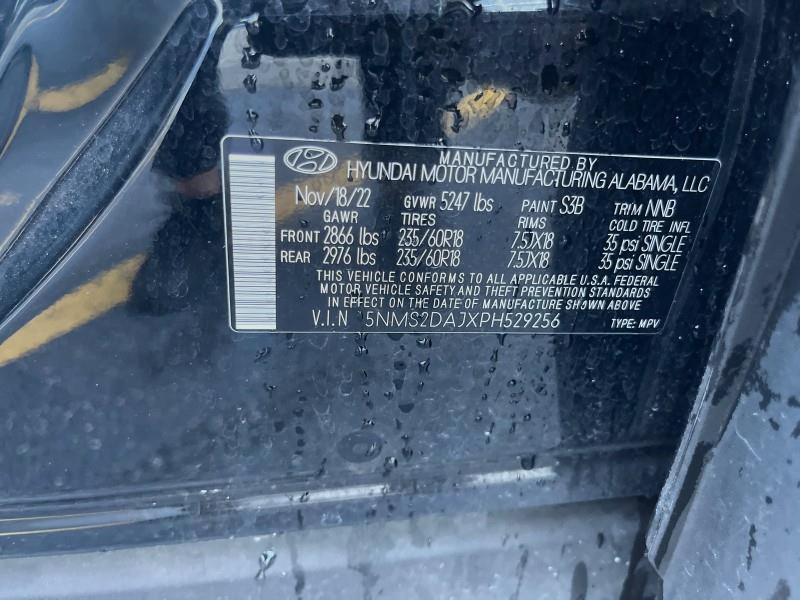 MANUFACTURED BY
HYUNDAI MOTOR MANUFACTURING ALABAMA, LLC
Nov/18/22 GVWR 5247 lbs PAINT S3B TRIM NNB
GAWR TIRES RIMS COLD TIRE INFL
FRONT 2866 lbs 235/60R18 7.5JX18 35 psi SINGLE
REAR 2976 lbs 235/60R18 7.5JX18 35 psi SINGLE
THIS VEHICLE CONFORMS TO ALL APPLICABLE U.S.A. FEDERAL
MOTOR VEHICLE SAFETY AND THEFT PREVENTION STANDARDS
IN EFFECT ON THE DATE OF MANUFACTURE SHOWN ABOVE
V.I.N 5NMS2DAJXPH529256 TYPE: MPV